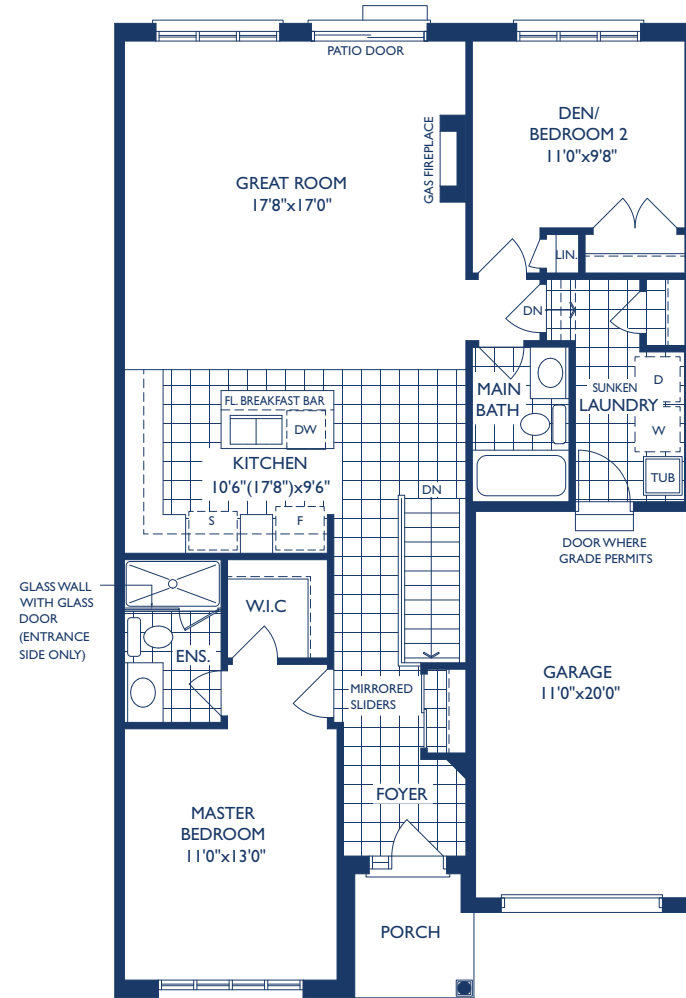 PATIO DOOR
GREAT ROOM
17'8"x17'0"
GAS FIREPLACE
DEN/
BEDROOM 2
11'0"x9'8"
LIN.
DN
MAIN
BATH
SUNKEN
LAUNDRY
D
W
TUB
FL. BREAKFAST BAR
DW
KITCHEN
10'6"(17'8")x9'6"
S
F
DN
DOOR WHERE
GRADE PERMITS
GLASS WALL
WITH GLASS
DOOR
(ENTRANCE
SIDE ONLY)
W.I.C
ENS.
MIRRORED
SLIDERS
GARAGE
11'0"x20'0"
FOYER
MASTER
BEDROOM
11'0"x13'0"
PORCH